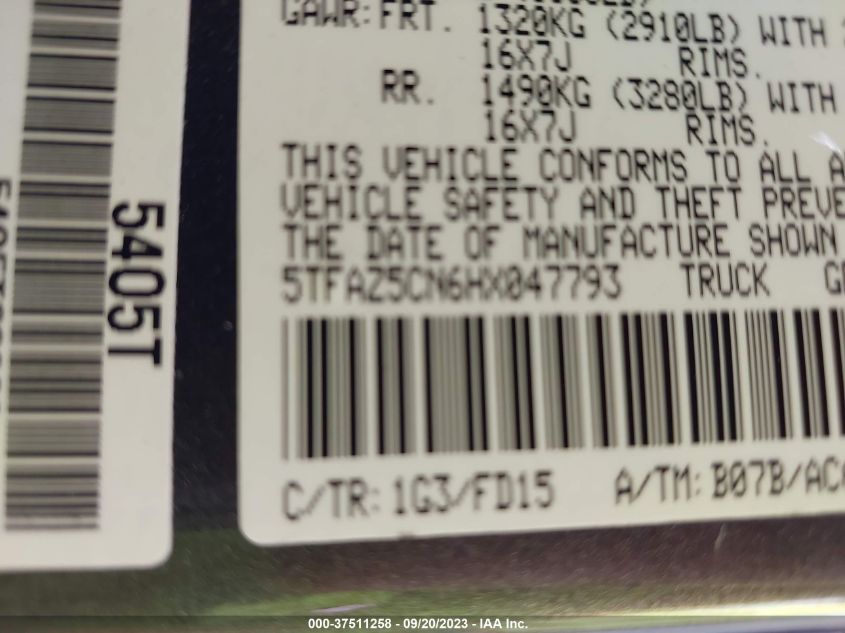 GAWR: FRT. 1320KG (2910LB) WITH
16X7J RIMS.
RR. 1490KG (3280LB) WITH
16X7J RIMS.
THIS VEHICLE CONFORMS TO ALL A
VEHICLE SAFETY AND THEFT PREVE
THE DATE OF MANUFACTURE SHOWN
5TFAZ5CN6HX047793 TRUCK
C/TR: 1G3/FD15 A/TM: B07B/AC
5405T
000-37511258 - 09/20/2023 - IAA Inc.